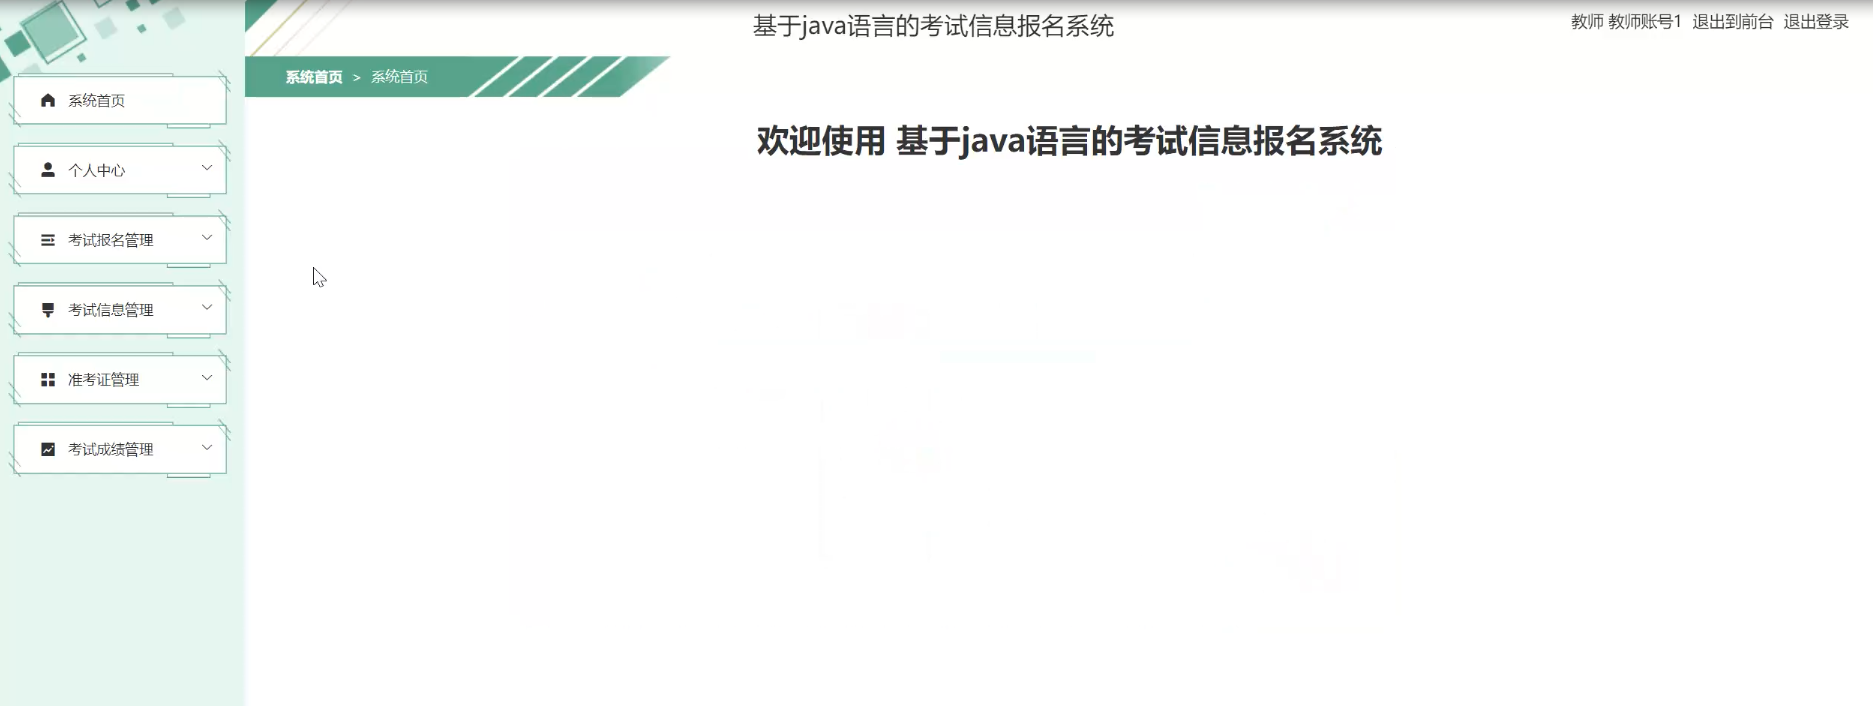 基于java语言的考试信息报名系统
教师 教师账号1 退出到前台 退出登录
系统首页 > 系统首页
欢迎使用 基于java语言的考试信息报名系统
系统首页
个人中心
考试报名管理
考试信息管理
准考证管理
考试成绩管理